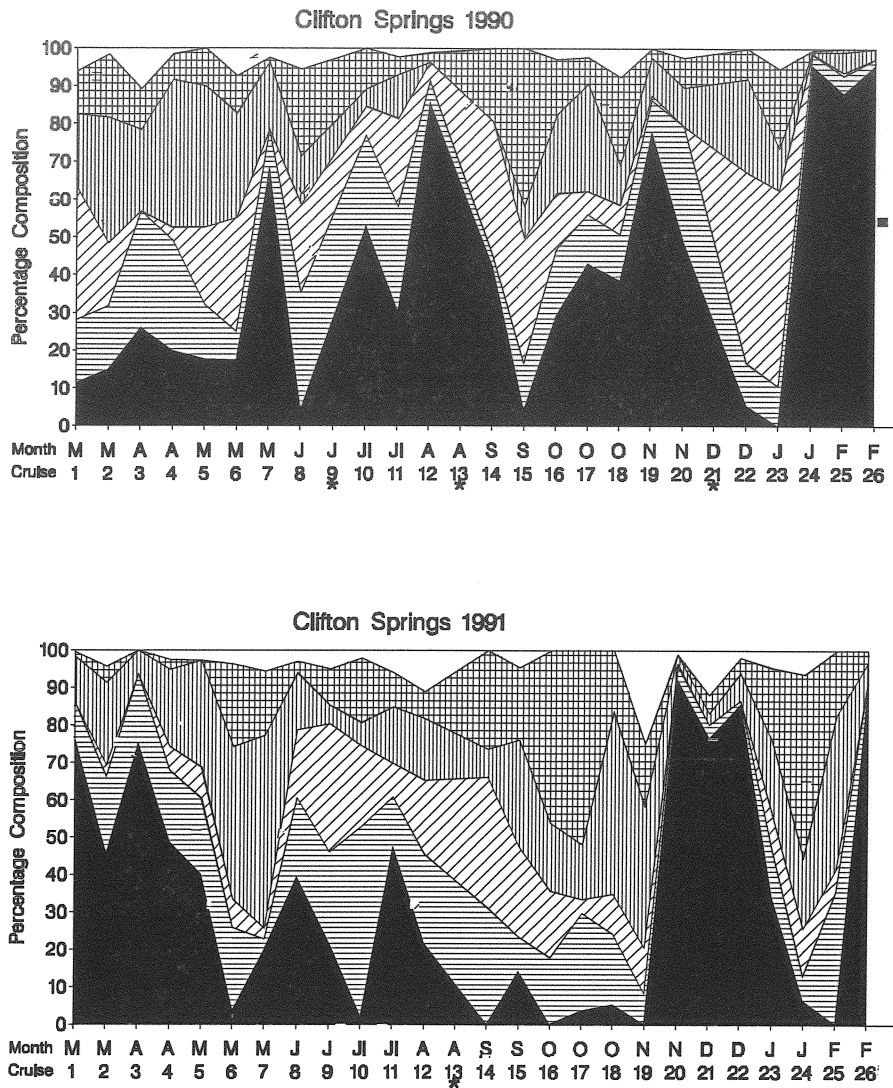 Clifton Springs 1990
Percentage Composition
100
90
80
70
60
50
40
30
20
10
0
Month M M A A M M M J J Jl Jl A A S S O O O N N D D J J F F
Cruise 1 2 3 4 5 6 7 8 9 10 11 12 13 14 15 16 17 18 19 20 21 22 23 24 25 26
* * *
Clifton Springs 1991
Percentage Composition
100
90
80
70
60
50
40
30
20
10
0
Month M M A A M M M J J Jl Jl A A S S O O O N N D D J J F F
Cruise 1 2 3 4 5 6 7 8 9 10 11 12 13 14 15 16 17 18 19 20 21 22 23 24 25 26
*